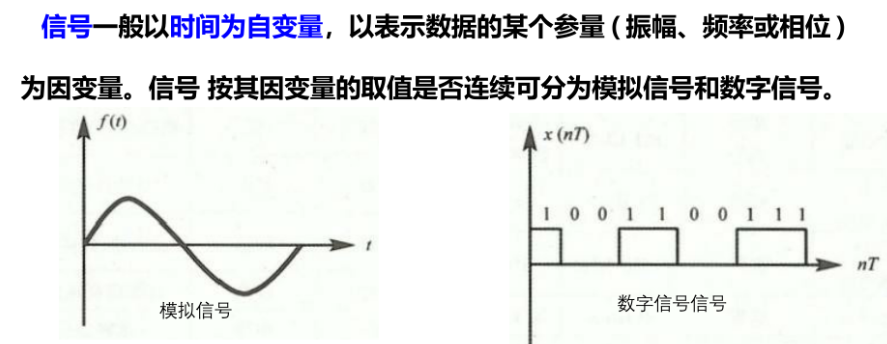 信号一般以时间为自变量，以表示数据的某个参量（振幅、频率或相位）
为因变量。信号 按其因变量的取值是否连续可分为模拟信号和数字信号。
f(t)
t
模拟信号
x (nT)
1 0 0 1 1 0 0 1 1 1
nT
数字信号信号